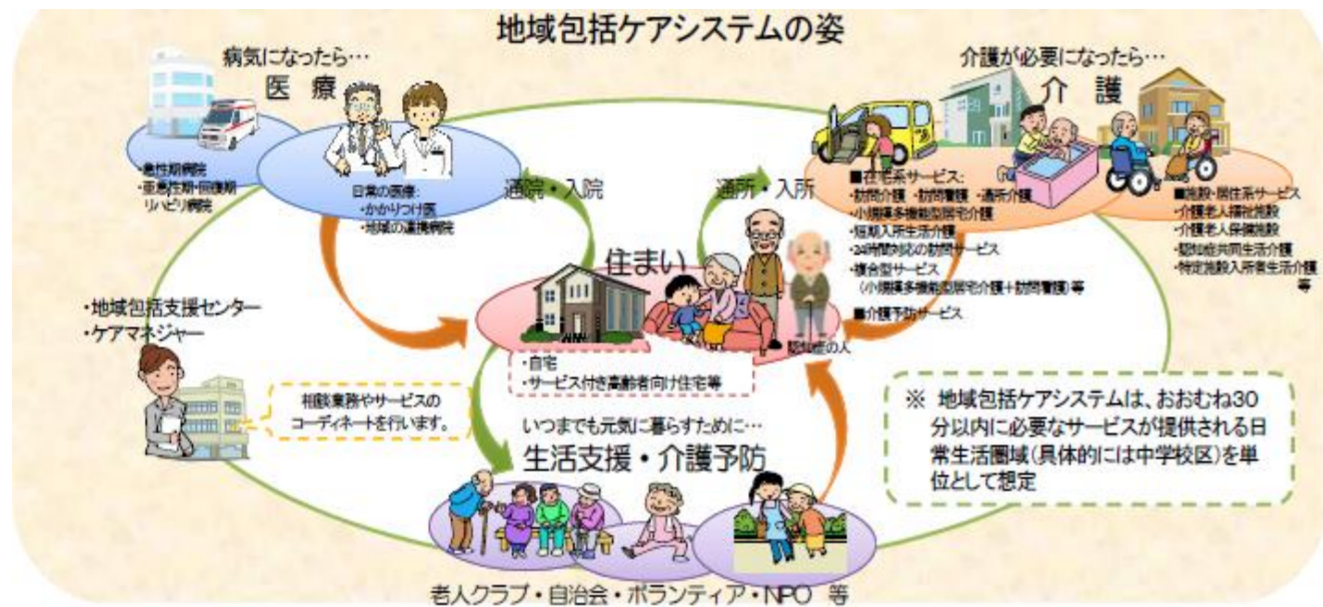 地域包括ケアシステムの姿
病気になったら…
医 療
介護が必要になったら…
介 護
・急性期病院
・亜急性期・回復期
リハビリ病院
日常の医療:
・かかりつけ医
・地域の連携病院
通院・入院
通所・入所
■在宅系サービス:
・訪問介護 ・訪問看護 ・通所介護
・小規模多機能型居宅介護
・短期入所生活介護
・24時間対応の訪問サービス
・複合型サービス
(小規模多機能型居宅介護+訪問看護)等
■介護予防サービス
■施設・居住系サービス
・介護老人福祉施設
・介護老人保健施設
・認知症共同生活介護
・特定施設入所者生活介護
等
住まい
認知症の人
・自宅
・サービス付き高齢者向け住宅等
・地域包括支援センター
・ケアマネジャー
相談業務やサービスの
コーディネートを行います。
いつまでも元気に暮らすために…
生活支援・介護予防
※ 地域包括ケアシステムは、おおむね30
分以内に必要なサービスが提供される日
常生活圏域(具体的には中学校区)を単
位として想定
老人クラブ・自治会・ボランティア・NPO 等